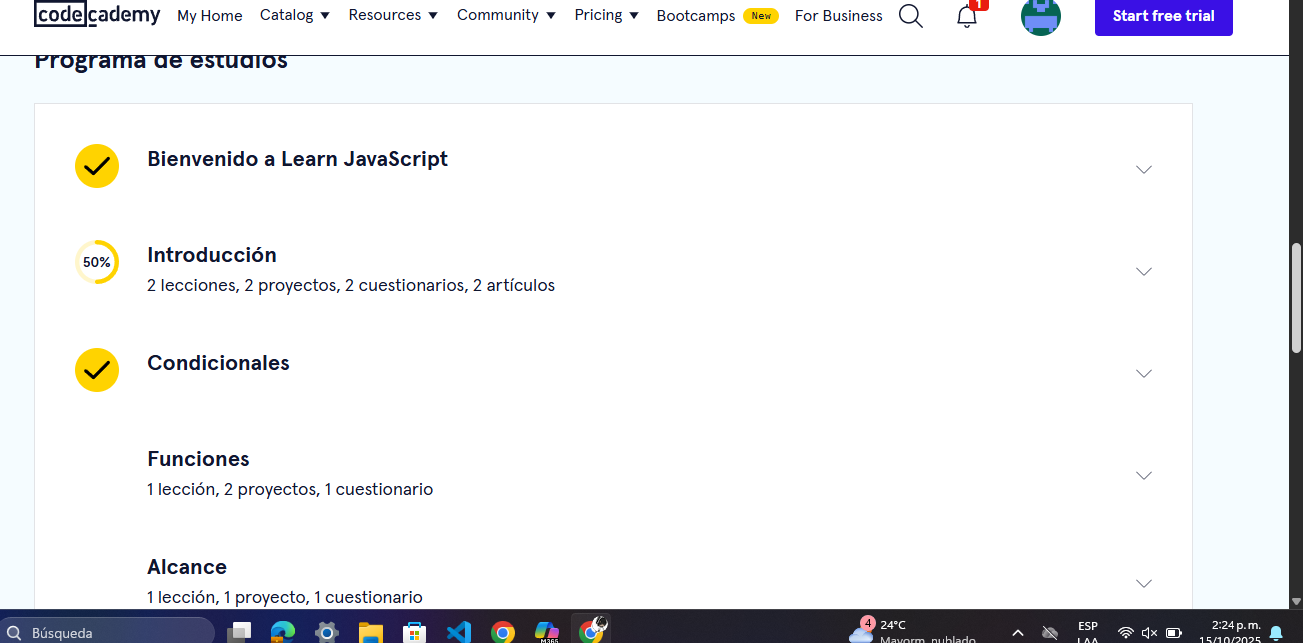 codecademy My Home Catalog Resources Community Pricing Bootcamps New For Business 1 Start free trial
Programa de estudios
Bienvenido a Learn JavaScript
50% Introducción
2 lecciones, 2 proyectos, 2 cuestionarios, 2 artículos
Condicionales
Funciones
1 lección, 2 proyectos, 1 cuestionario
Alcance
1 lección, 1 proyecto, 1 cuestionario
Búsqueda M365 4 24°C ESP 2:24 p. m.
Mayorm. nublado LAA 15/10/2025